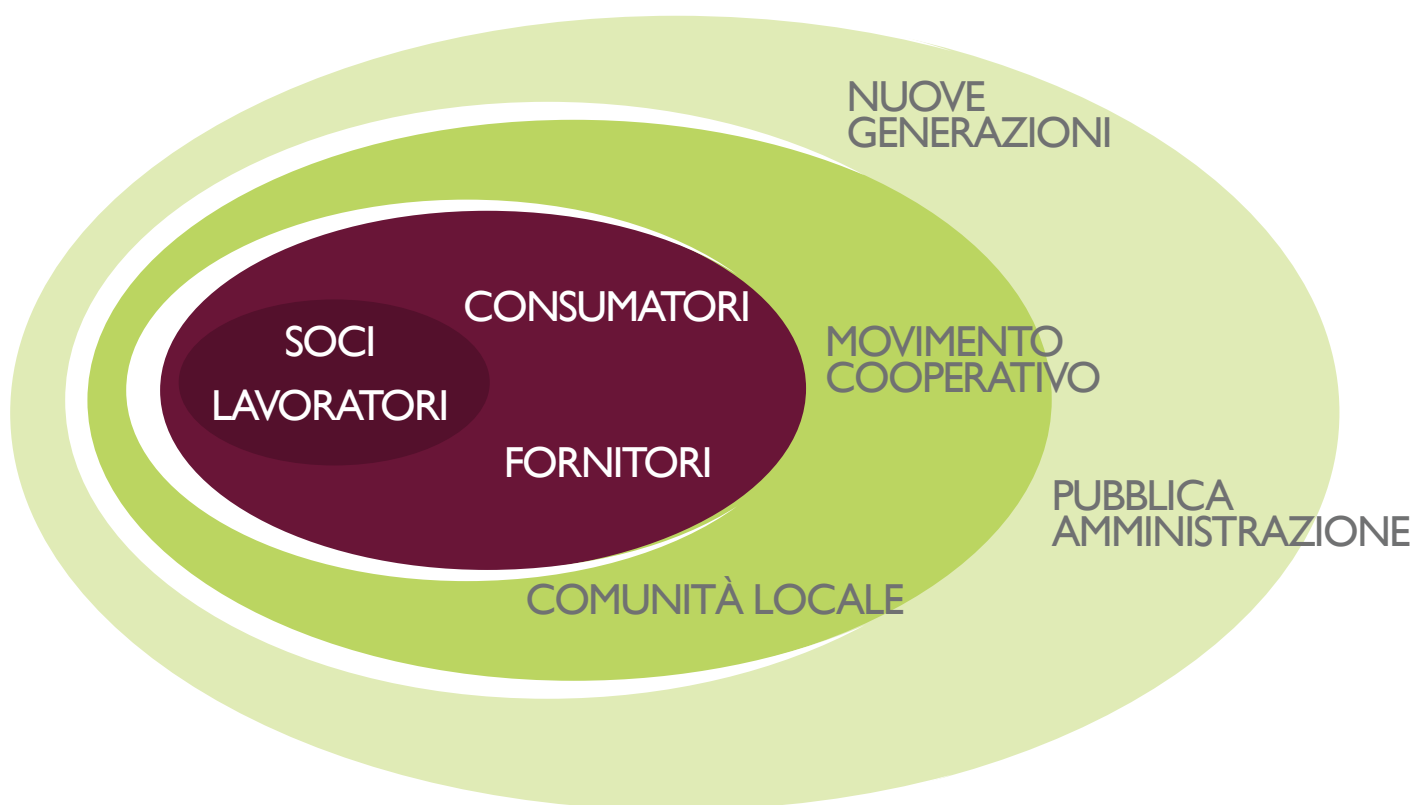 NUOVE
GENERAZIONI
CONSUMATORI
SOCI
LAVORATORI
MOVIMENTO
COOPERATIVO
FORNITORI
PUBBLICA
AMMINISTRAZIONE
COMUNITÀ LOCALE